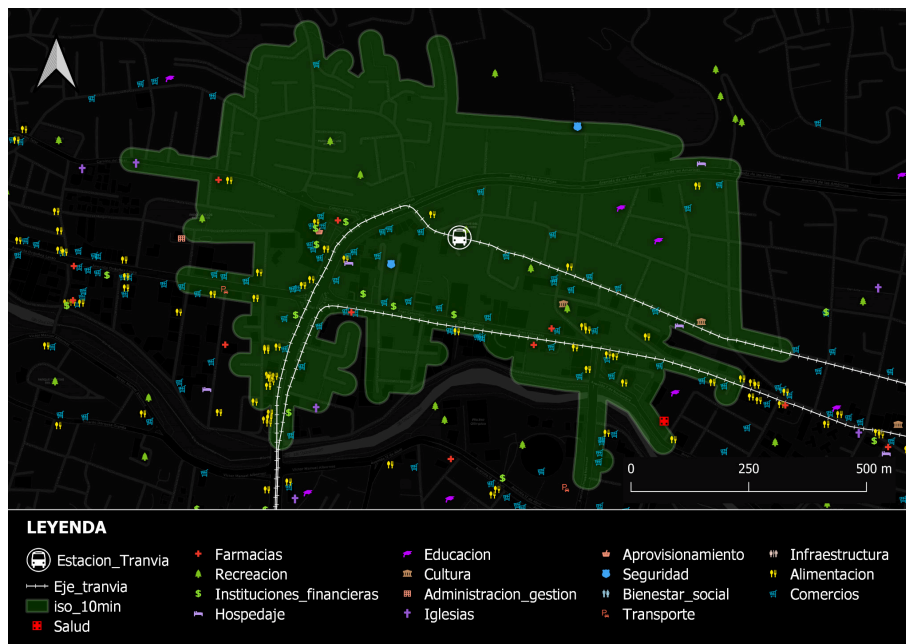 0 250 500 m
LEYENDA
Estacion_Tranvia
Eje_tranvia
iso_10min
Salud
Farmacias
Recreacion
Instituciones_financieras
Hospedaje
Educacion
Cultura
Administracion_gestion
Iglesias
Aprovisionamiento
Seguridad
Bienestar_social
Transporte
Infraestructura
Alimentacion
Comercios